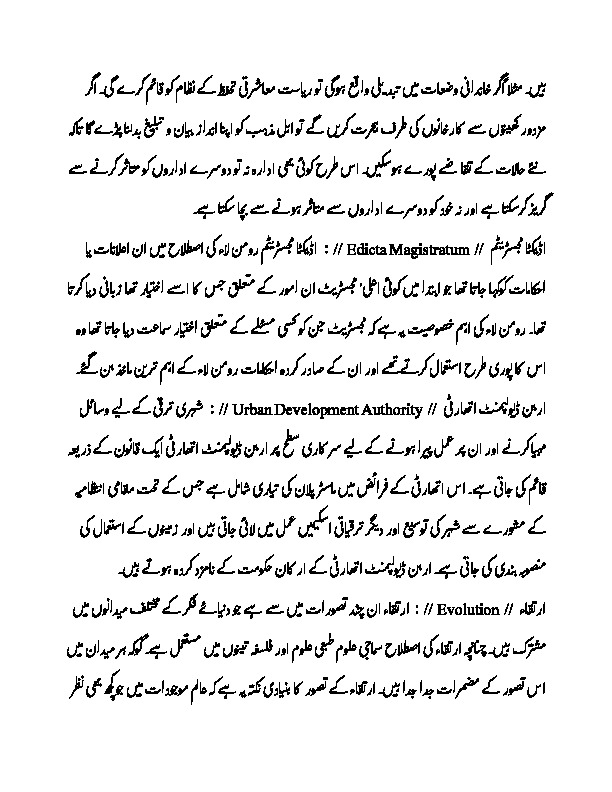 ہیں۔ مثلاً اگر خاندانی وضعات میں تبدیلی واقع ہوگی تو ریاست معاشرتی تحفظ کے نظام کو قائم کرے گی۔ اگر
مزدور کھیتوں سے کارخانوں کی طرف نفرت کریں گے تو اہل مذہب کو اپنا انداز بیان و تبلیغ بدلنا پڑے گا تاکہ
نئے حالات کے تقاضے پورے ہوسکیں۔ اس طرح کوئی بھی ادارہ نہ تو دوسرے اداروں کو متاثر کرنے سے
گریز کرسکتا ہے اور نہ خود کو دوسرے اداروں سے متاثر ہونے سے بچا سکتا ہے۔
اڈیکٹا مجسٹریٹم // Edicta Magistratum // : اڈیکٹا مجسٹریٹم رومن لاء کی اصطلاح میں ان اعلانات یا
احکامات کو کہا جاتا تھا جو ابتدا میں کوئی اعلیٰ مجسٹریٹ ان امور کے متعلق جس کا اسے اختیار تھا زبانی دیا کرتا
تھا۔ رومن لاء کی اہم خصوصیت یہ ہے کہ مجسٹریٹ جن کو کسی مسئلے کے متعلق اختیار سماعت دیا جاتا تھا وہ
اس کا پوری طرح استعمال کرتے تھے اور ان کے صادر کردہ احکامات رومن لاء کے اہم ترین ماخذ بن گئے۔
اربن ڈیولپمنٹ اتھارٹی // Urban Development Authority // : شہری ترقی کے لیے وسائل
مہیا کرنے اور ان پر عمل پیرا ہونے کے لیے سرکاری سطح پر اربن ڈیولپمنٹ اتھارٹی ایک قانون کے ذریعہ
قائم کی جاتی ہے۔ اس اتھارٹی کے فرائض میں ماسٹر پلان کی تیاری شامل ہے جس کے تحت مقامی انتظامیہ
کے مشورے سے شہر کی توسیع اور دیگر ترقیاتی اسکیمیں عمل میں لائی جاتی ہیں اور زمینوں کے استعمال کی
منصوبہ بندی کی جاتی ہے۔ اربن ڈیولپمنٹ اتھارٹی کے ارکان حکومت کے نامزد کردہ ہوتے ہیں۔
ارتقاء // Evolution // : ارتقاء ان چند تصورات میں سے ہے جو دنیائے فکر کے مختلف میدانوں میں
مشترک ہیں۔ چنانچہ ارتقاء کی اصطلاح سماجی علوم طبعی علوم اور فلسفہ تینوں میں مستعمل ہے۔ گوکہ ہر میدان میں
اس تصور کے مضمرات جدا جدا ہیں۔ ارتقاء کے تصور کا بنیادی نکتہ یہ ہے کہ عالم موجودات میں جو کچھ بھی نظر